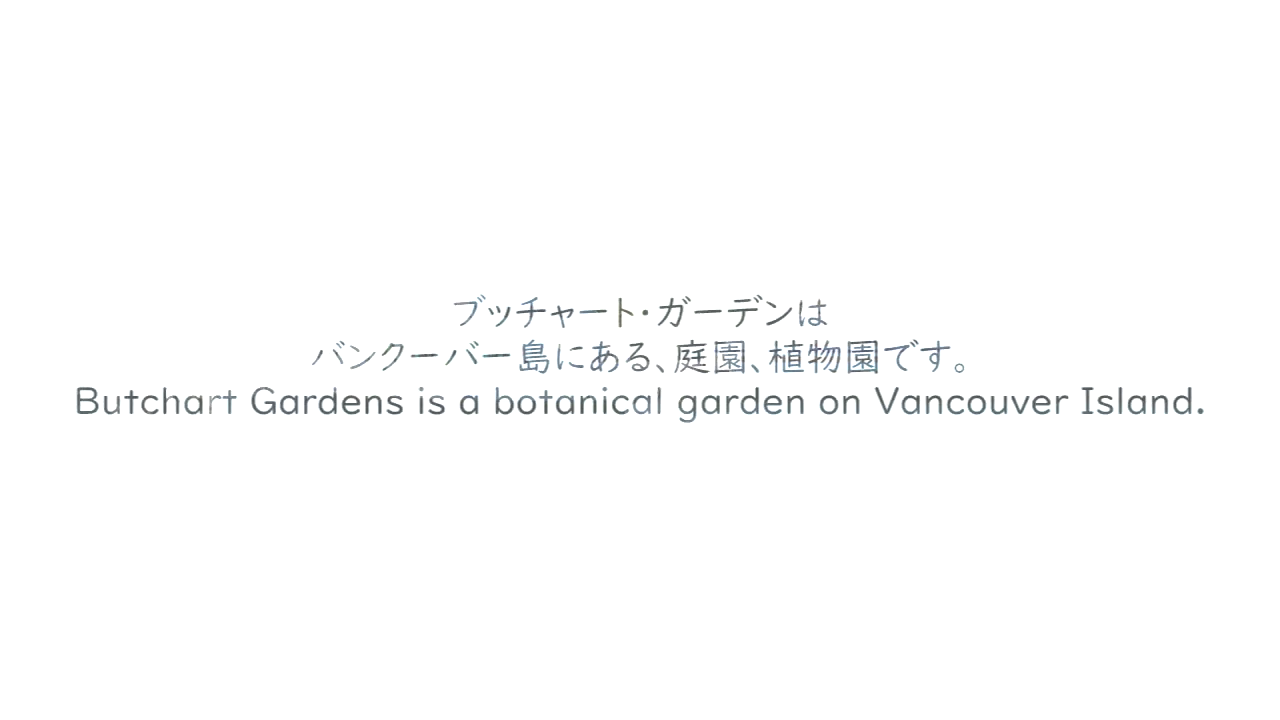 ブッチャート・ガーデンは
バンクーバー島にある、庭園、植物園です。
Butchart Gardens is a botanical garden on Vancouver Island.